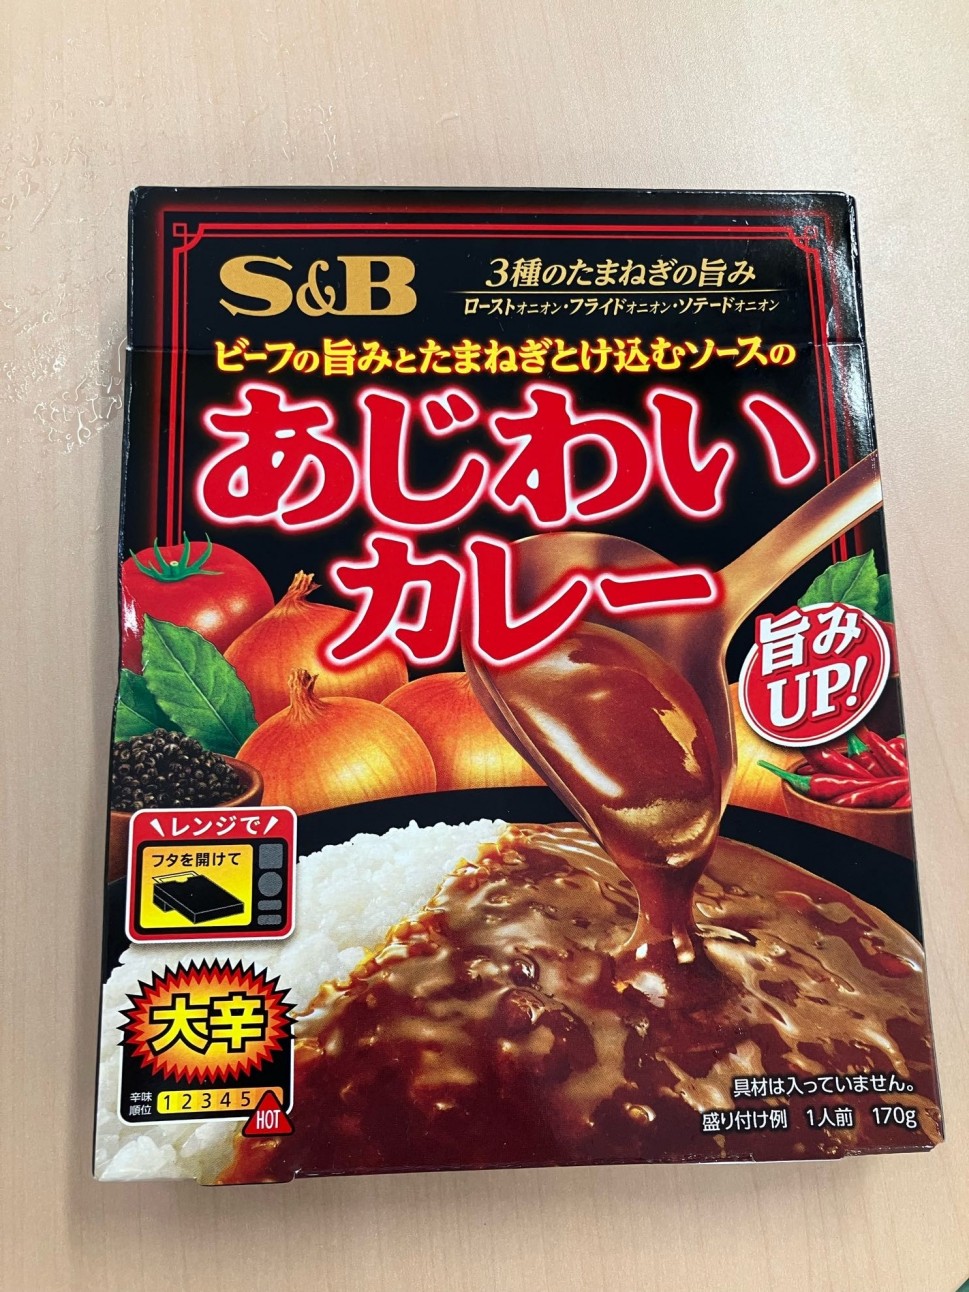 S&B
3種のたまねぎの旨み
ローストオニオン・フライドオニオン・ソテードオニオン
ビーフの旨みとたまねぎとけ込むソースの
あじわい
カレー
旨み
UP!
レンジで
フタを開けて
大辛
辛味
順位
1 2 3 4 5
HOT
具材は入っていません。
盛り付け例 1人前 170g